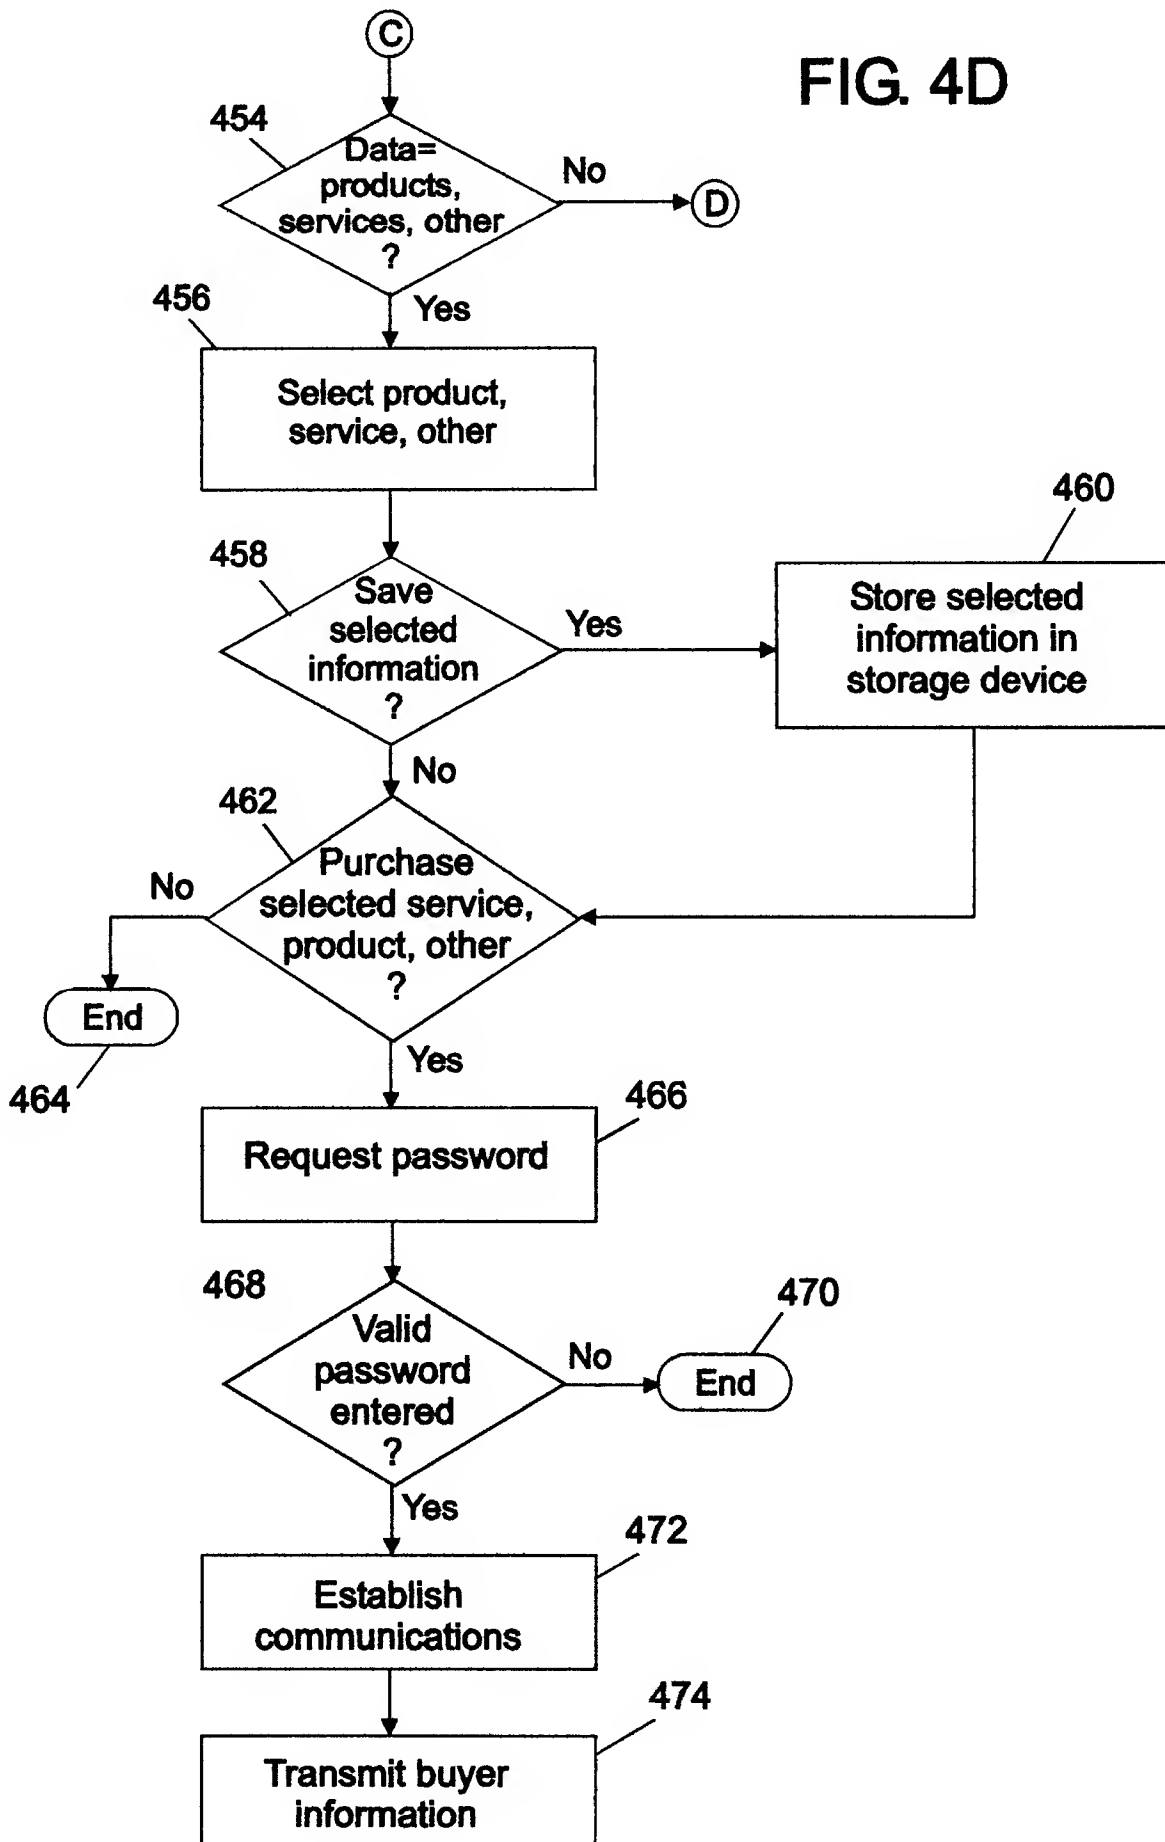 C
FIG. 4D
454
Data=
products,
services, other
?
No
D
Yes
456
Select product,
service, other
458
Save
selected
information
?
Yes
460
Store selected
information in
storage device
No
462
Purchase
selected service,
product, other
?
No
End
464
Yes
466
Request password
468
Valid
password
entered
?
No
470
End
Yes
472
Establish
communications
474
Transmit buyer
information